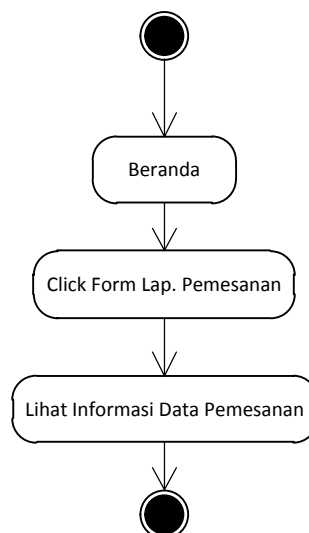 Beranda
Click Form Lap. Pemesanan
Lihat Informasi Data Pemesanan